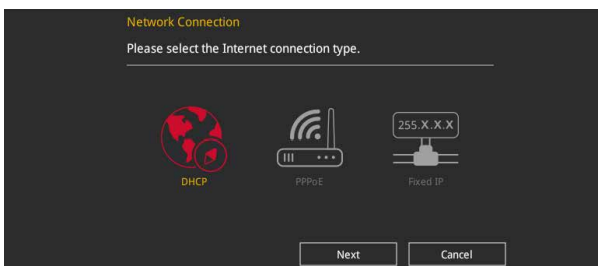 Network Connection
Please select the Internet connection type.
255.X.X.X
DHCP
PPPoE
Fixed IP
Next
Cancel